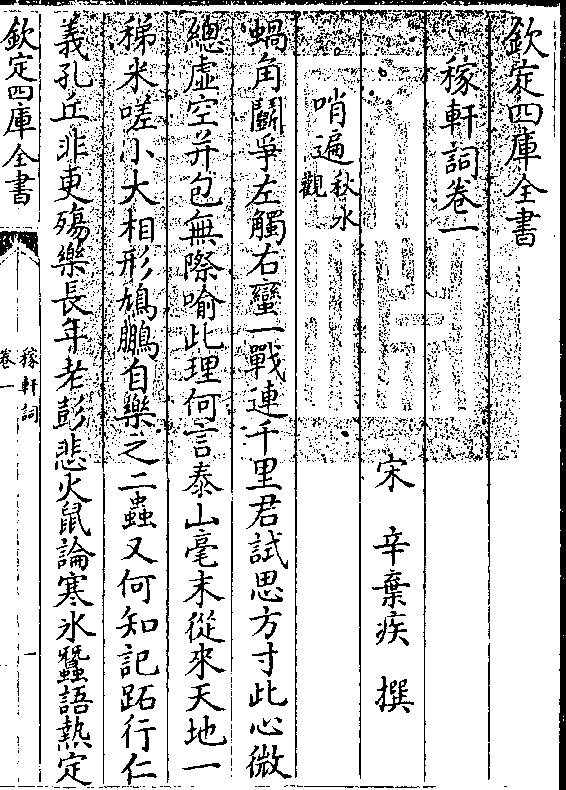 欽定四庫全書
稼軒詞卷一
宋 辛棄疾 撰
哨遍 秋水觀
蝸角鬬爭左觸右蠻一戰連千里君試思方寸此心微
總虛空并包無際喻此理何言泰山毫末從來天地一
稊米嗟小大相形鳩鵬自樂之二蟲又何知記跖行仁
義孔丘非更殤樂長年老彭悲火鼠論寒氷蠶語熱定
欽定四庫全書
稼軒詞
卷一
一